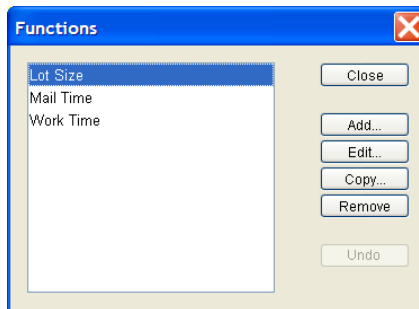 Functions
Lot Size
Mail Time
Work Time
Close
Add...
Edit...
Copy...
Remove
Undo